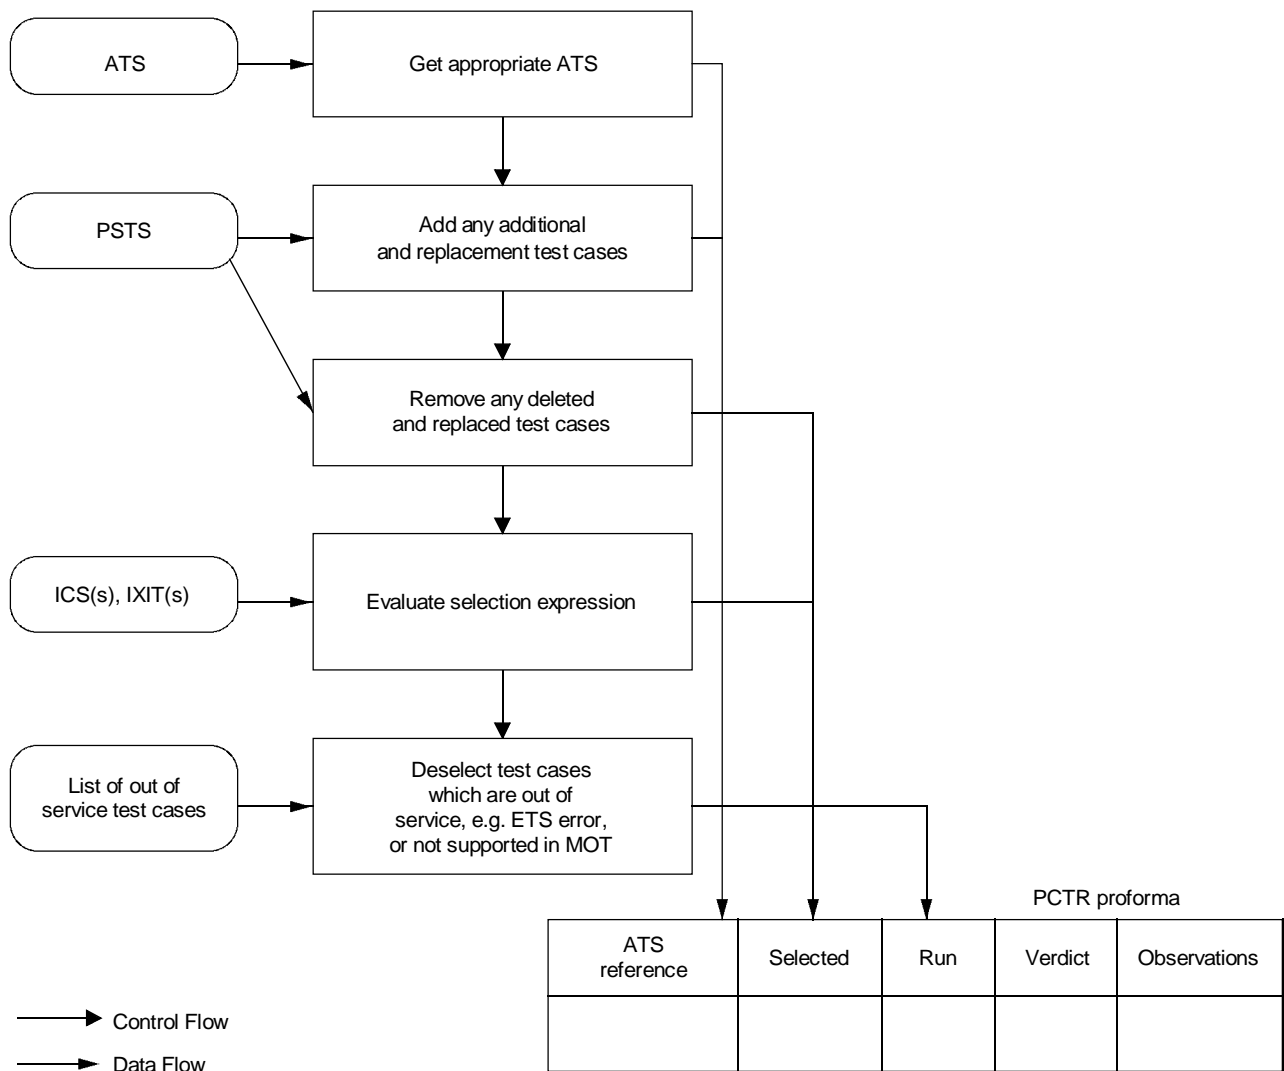 ATS
Get appropriate ATS
PSTS
Add any additional
and replacement test cases
Remove any deleted
and replaced test cases
ICS(s), IXIT(s)
Evaluate selection expression
List of out of
service test cases
Deselect test cases
which are out of
service, e.g. ETS error,
or not supported in MOT
PCTR proforma
ATS
reference
Selected
Run
Verdict
Observations
Control Flow
Data Flow